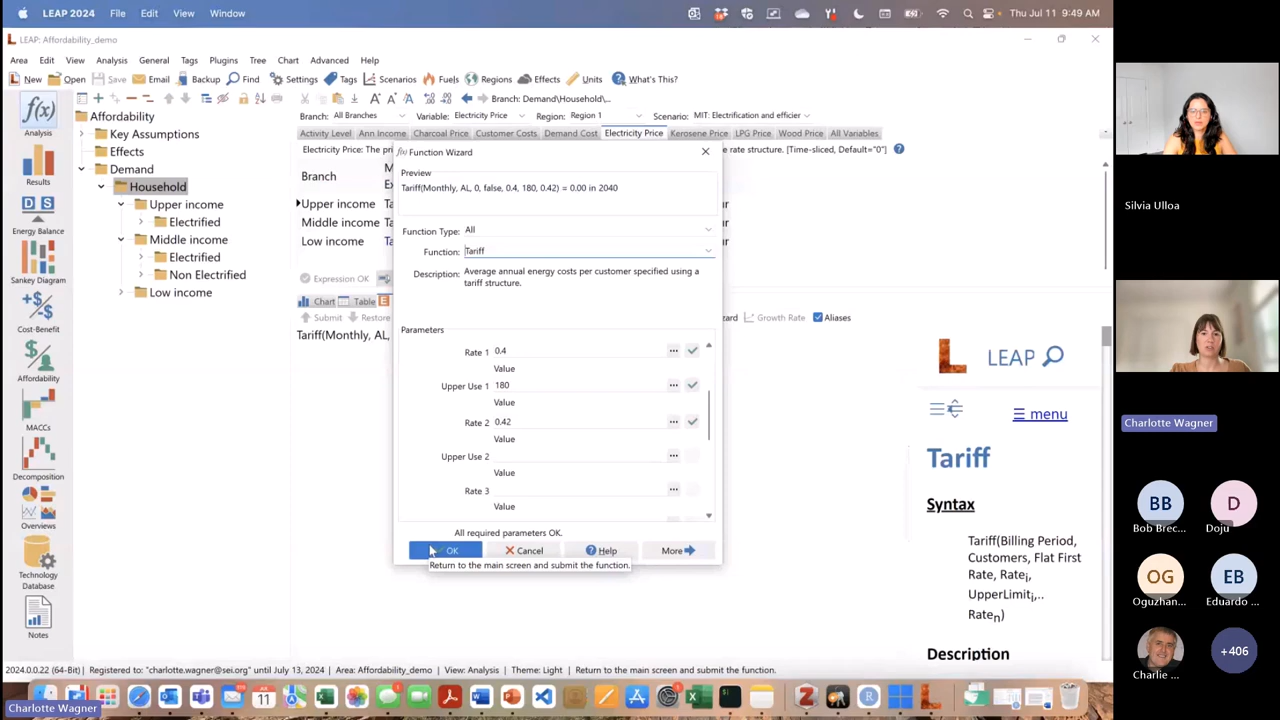 LEAP 2024 File Edit View Window Thu Jul 11 9:49 AM
LEAP: Affordability_demo
Area Edit View Analysis General Tags Plugins Tree Chart Advanced Help
New Open Save Email Backup Find Settings Tags Scenarios Fuels Regions Effects Units What's This?
Branch: Demand\Household\...
Branch: All Branches Variable: Electricity Price Region: Region 1 Scenario: MIT: Electrification and efficier
Activity Level Ann Income Charcoal Price Customer Costs Demand Cost Electricity Price Kerosene Price LPG Price Wood Price All Variables
Electricity Price: The pri
e rate structure. [Time-sliced, Default="0"]
Analysis
Results
Energy Balance
Sankey Diagram
Cost-Benefit
Affordability
MACCs
Decomposition
Overviews
Technology
Database
Notes
Affordability
Key Assumptions
Effects
Demand
Household
Upper income
Electrified
Middle income
Electrified
Non Electrified
Low income
Branch
Upper income
Middle income
Low income
Expression OK
Chart Table
Submit Restore
zard Growth Rate Aliases
Tariff(Monthly, AL,
Function Wizard
Preview
Tariff(Monthly, AL, 0, false, 0.4, 180, 0.42) = 0.00 in 2040
Function Type: All
Function: Tariff
Description: Average annual energy costs per customer specified using a
tariff structure.
Parameters
Rate 1 0.4
Value
Upper Use 1 180
Value
Rate 2 0.42
Value
Upper Use 2
Value
Rate 3
Value
All required parameters OK.
OK Cancel Help More
Return to the main screen and submit the function.
LEAP
menu
Tariff
Syntax
Tariff(Billing Period,
Customers, Flat First
Rate, Ratei,
UpperLimiti,..
Raten)
Description
2024.0.0.22 (64-Bit) Registered to: "charlotte.wagner@sei.org" until July 13, 2024 Area: Affordability_demo View: Analysis Theme: Light Return to the main screen and submit the function.
Charlotte Wagner
Silvia Ulloa
Charlotte Wagner
BB
Bob Brec...
D
Doju
OG
Oguzhan...
EB
Eduardo ...
Charlie ...
+406